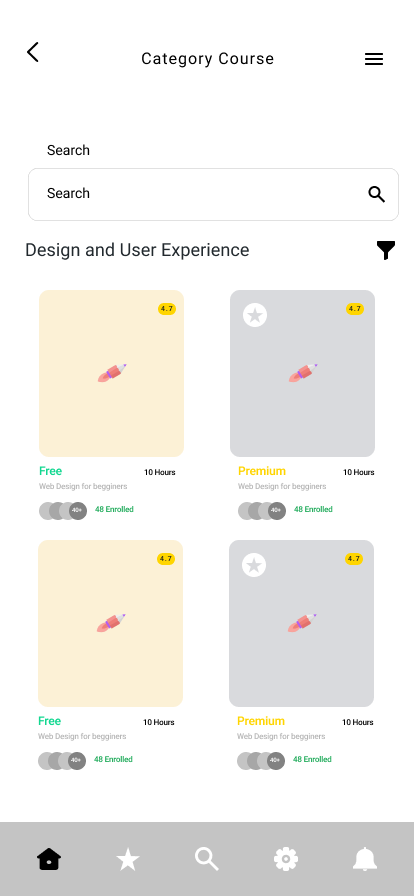 Category Course
Search
Search
Design and User Experience
4.7
4.7
Free
10 Hours
Premium
10 Hours
Web Design for begginers
Web Design for begginers
40+
48 Enrolled
40+
48 Enrolled
4.7
4.7
Free
10 Hours
Premium
10 Hours
Web Design for begginers
Web Design for begginers
40+
48 Enrolled
40+
48 Enrolled